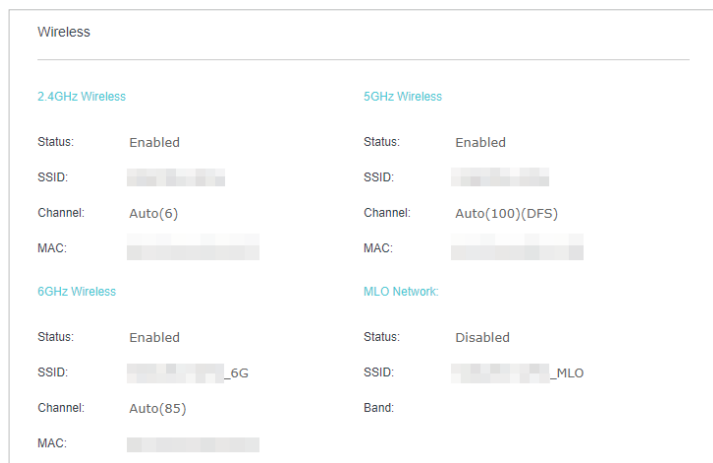 Wireless
2.4GHz Wireless
Status: Enabled
SSID:
Channel: Auto(6)
MAC:
5GHz Wireless
Status: Enabled
SSID:
Channel: Auto(100)(DFS)
MAC:
6GHz Wireless
Status: Enabled
SSID: _6G
Channel: Auto(85)
MAC:
MLO Network:
Status: Disabled
SSID: _MLO
Band: